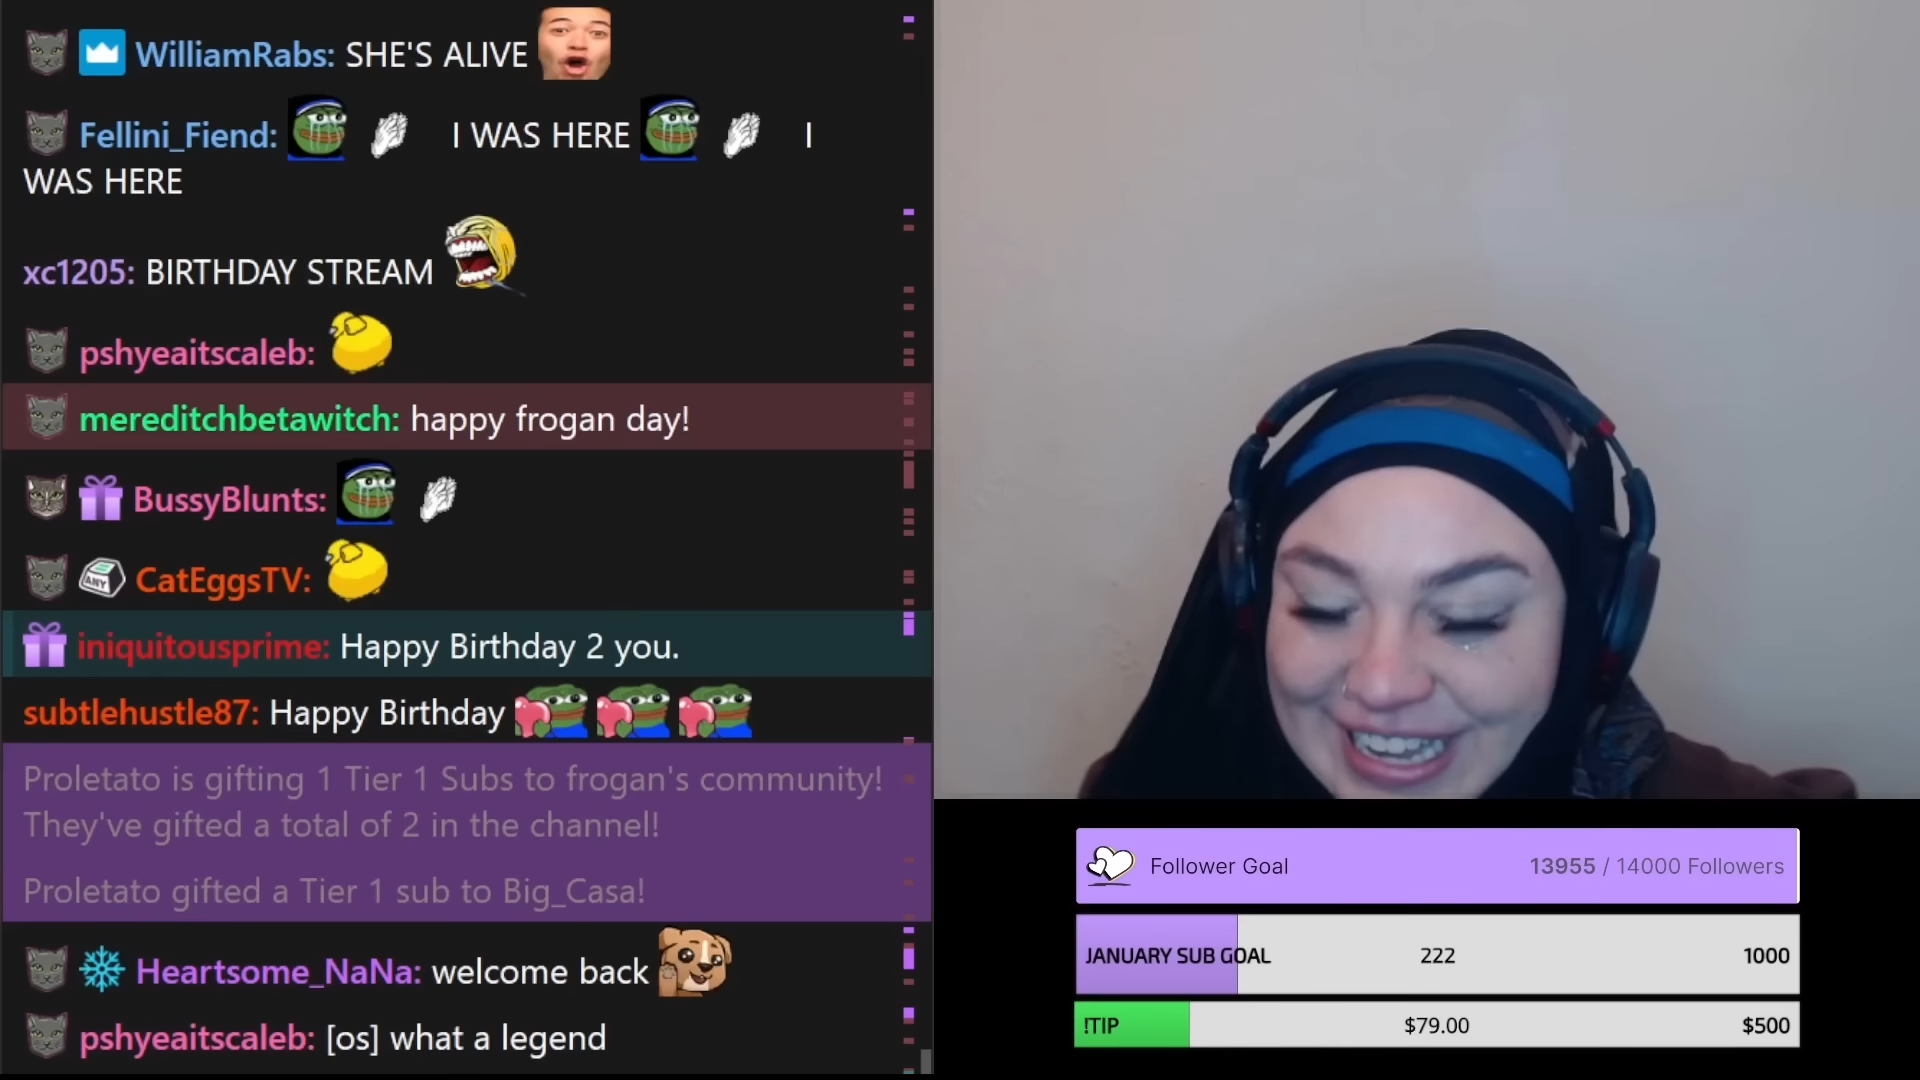 WilliamRabs: SHE'S ALIVE
Fellini_Fiend: I WAS HERE I
WAS HERE
xc1205: BIRTHDAY STREAM
pshyeaitscaleb:
mereditchbetawitch: happy frogan day!
BussyBlunts:
ANY CatEggsTV:
iniquitousprime: Happy Birthday 2 you.
subtlehustle87: Happy Birthday
Proletato is gifting 1 Tier 1 Subs to frogan's community!
They've gifted a total of 2 in the channel!
Proletato gifted a Tier 1 sub to Big_Casa!
Heartsome_NaNa: welcome back
pshyeaitscaleb: [os] what a legend
Follower Goal 13955 / 14000 Followers
JANUARY SUB GOAL 222 1000
!TIP $79.00 $500